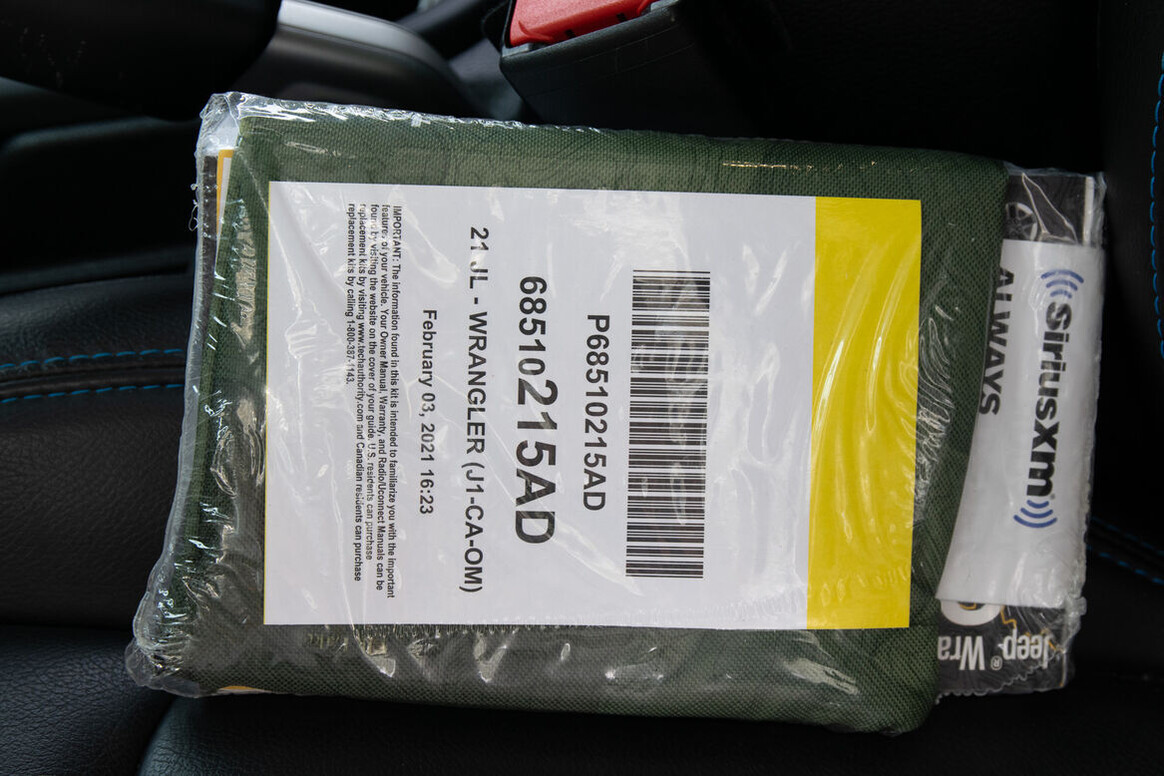 P68510215AD
68510215AD
21 JL - WRANGLER (J1-CA-OM)
February 03, 2021 16:23
IMPORTANT: The information found in this kit is intended to familiarize you with the important
features of your vehicle. Your Owner Manual, Warranty, and Radio/Uconnect Manuals can be
found by visiting the website on the cover of your guide. U.S. residents can purchase
replacement kits by visiting www.techauthority.com and Canadian residents can purchase
replacement kits by calling 1-800-387-1143.
siriusxm
ALWAYS
Jeep® Wra